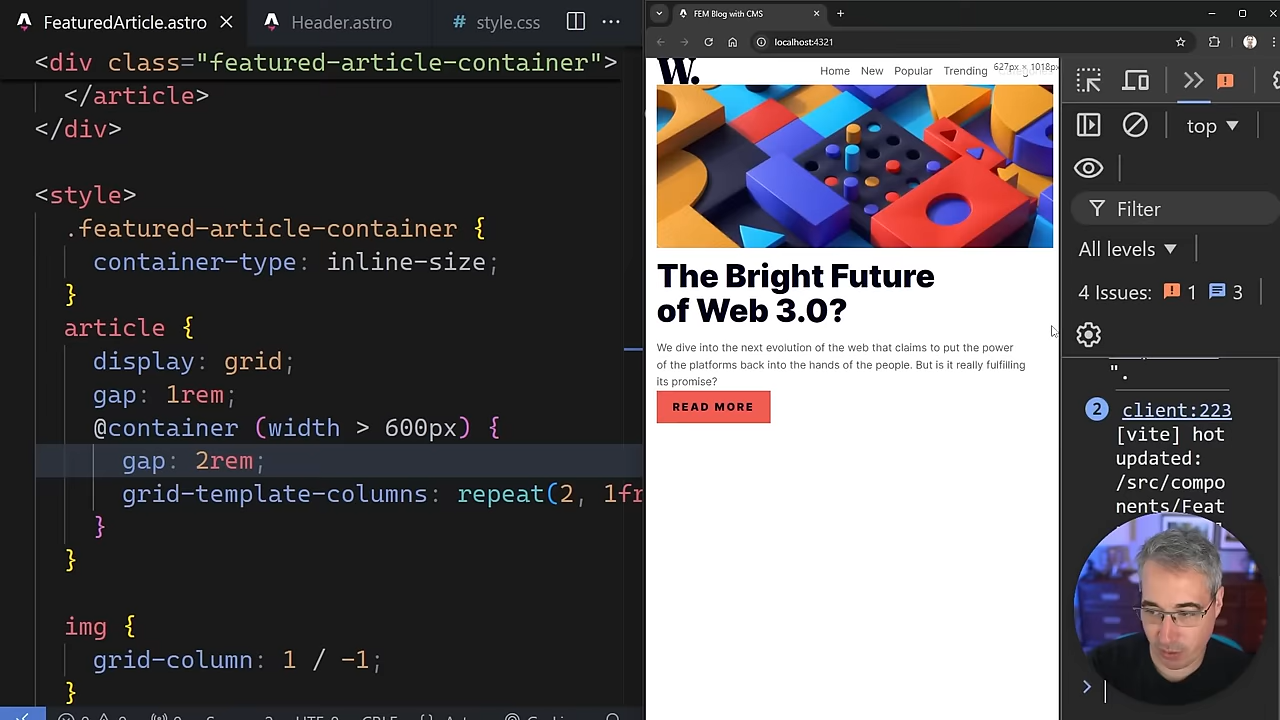 FeaturedArticle.astro
Header.astro
# style.css
<div class="featured-article-container">
</article>
</div>
<style>
.featured-article-container {
container-type: inline-size;
}
article {
display: grid;
gap: 1rem;
@container (width > 600px) {
gap: 2rem;
grid-template-columns: repeat(2, 1fr
}
}
img {
grid-column: 1 / -1;
}
FEM Blog with CMS
localhost:4321
W.
Home New Popular Trending
627px × 1018px
The Bright Future
of Web 3.0?
We dive into the next evolution of the web that claims to put the power
of the platforms back into the hands of the people. But is it really fulfilling
its promise?
READ MORE
top
Filter
All levels
4 Issues: 1 3
".
2 client:223
[vite] hot
updated:
/src/compo
nents/Feat